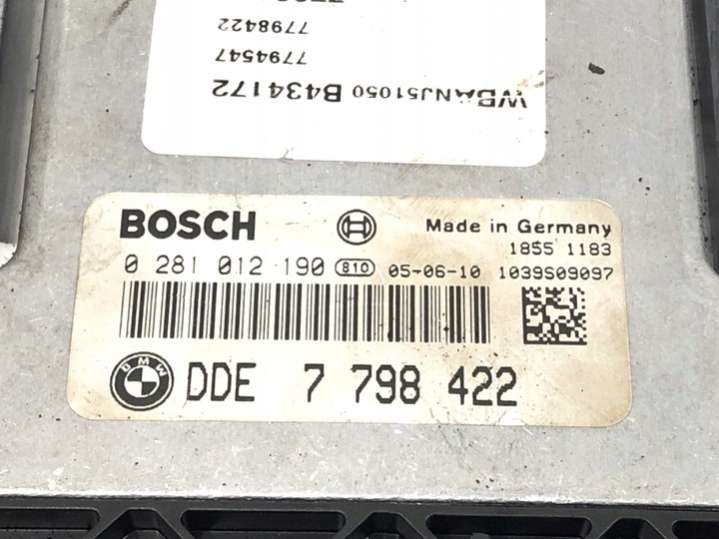 WBANJ51050 B434172
7794547
7798422
BOSCH
Made in Germany
1855 1183
0 281 012 190 810 05-06-10 1039S09097
BMW DDE 7 798 422